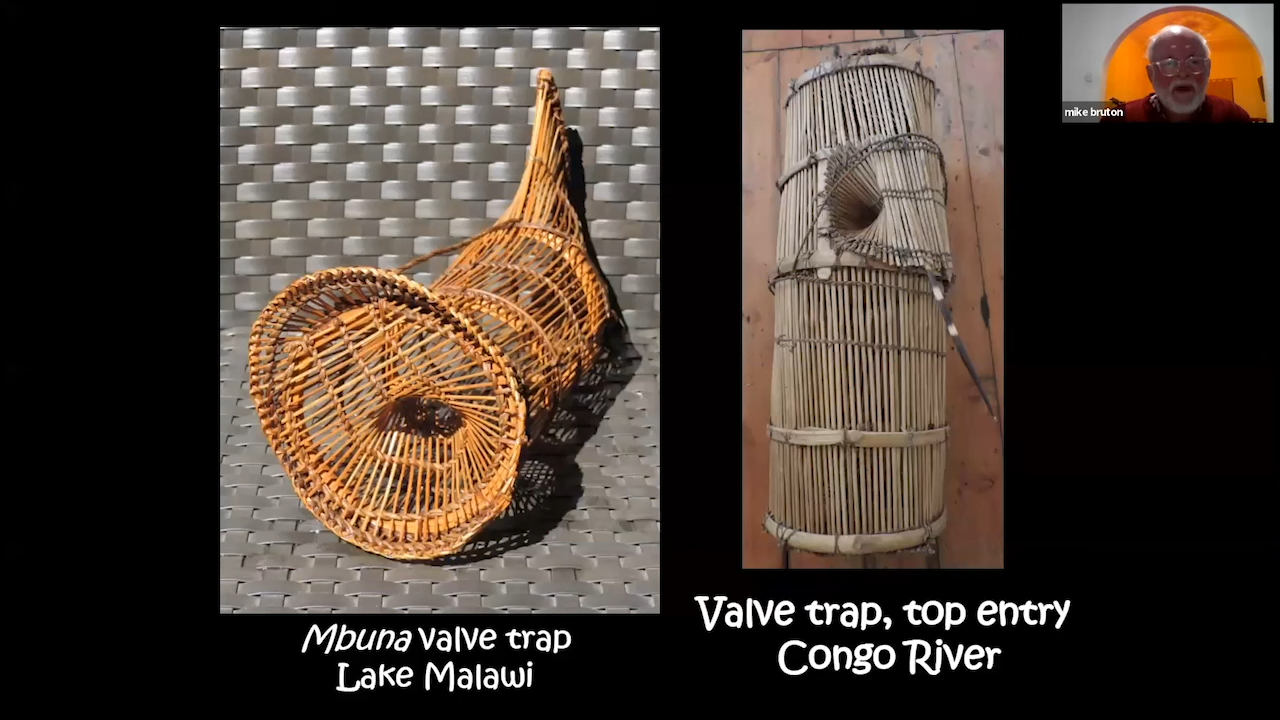 mike bruton
Mbuna valve trap
Lake Malawi
Valve trap, top entry
Congo River